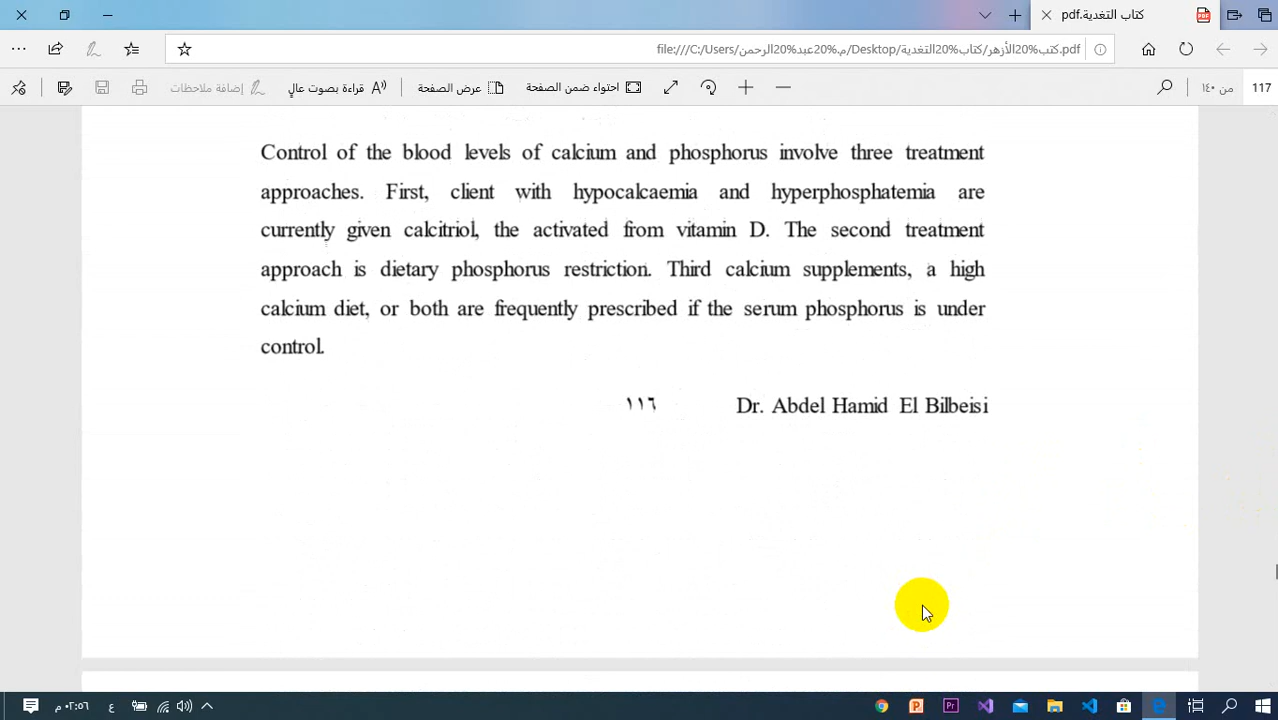 كتاب التغدية.pdf
file:///C:/Users/م.%20عبد%20الرحمن/Desktop/كتب%20الأزهر/كتاب%20التغدية.pdf
117 من ١٤٠
احتواء ضمن الصفحة
عرض الصفحة
قراءة بصوت عالٍ
إضافة ملاحظات
Control of the blood levels of calcium and phosphorus involve three treatment
approaches. First, client with hypocalcaemia and hyperphosphatemia are
currently given calcitriol, the activated from vitamin D. The second treatment
approach is dietary phosphorus restriction. Third calcium supplements, a high
calcium diet, or both are frequently prescribed if the serum phosphorus is under
control.
١١٦ Dr. Abdel Hamid El Bilbeisi
٠٢:٥٦ م
ع